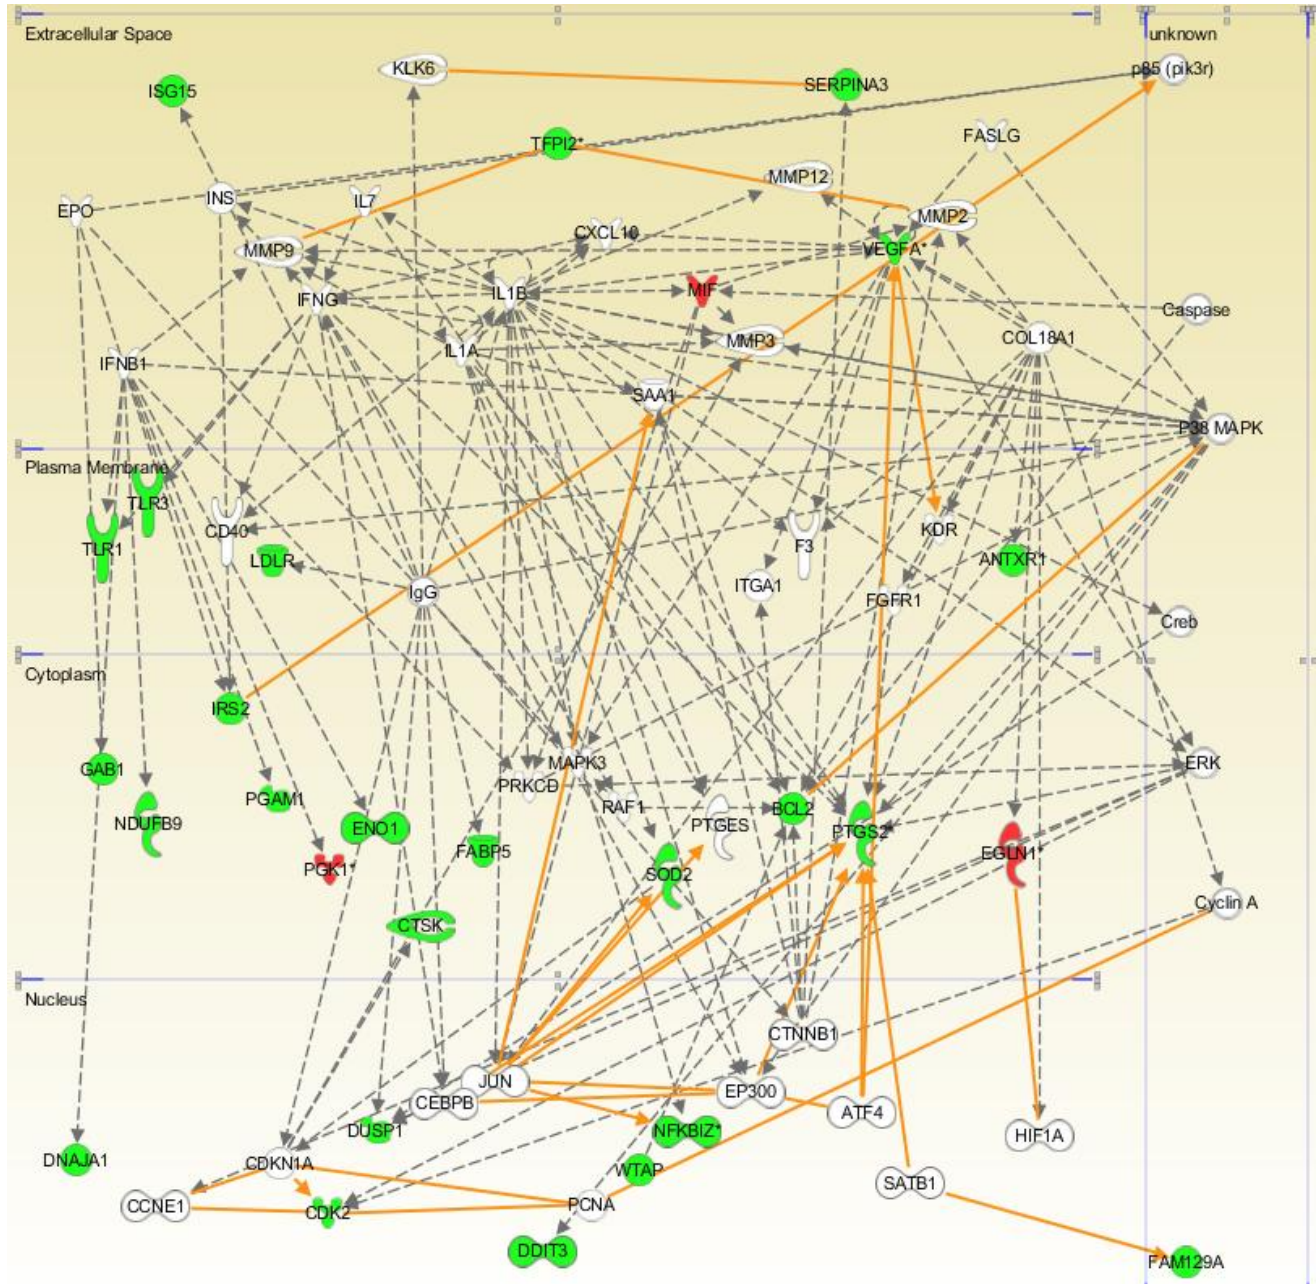 Extracellular Space
unknown
KLK6
p85 (pik3r)
ISG15
SERPINA3
TFPI2*
FASLG
MMP12
INS
IL7
EPO
MMP2
CXCL10
MMP9
VEGFA*
IFNG
IL1B
MIF
Caspase
COL18A1
MMP3
IL1A
IFNB1
SAA1
P38 MAPK
Plasma Membrane
TLR3
CD40
KDR
F3
TLR1
LDLR
ANTXR1
ITGA1
IgG
FGFR1
Creb
Cytoplasm
IRS2
MAPK3
ERK
GAB1
PRKCD
PGAM1
RAF1
BCL2
NDUFB9
PTGES
ENO1
PTGS2*
FABP5
EGLN1*
PGK1*
SOD2
Cyclin A
CTSK
Nucleus
CTNNB1
JUN
EP300
CEBPB
ATF4
DUSP1
NFKBIZ*
HIF1A
DNAJA1
CDKN1A
WTAP
SATB1
CCNE1
PCNA
CDK2
DDIT3
FAM129A